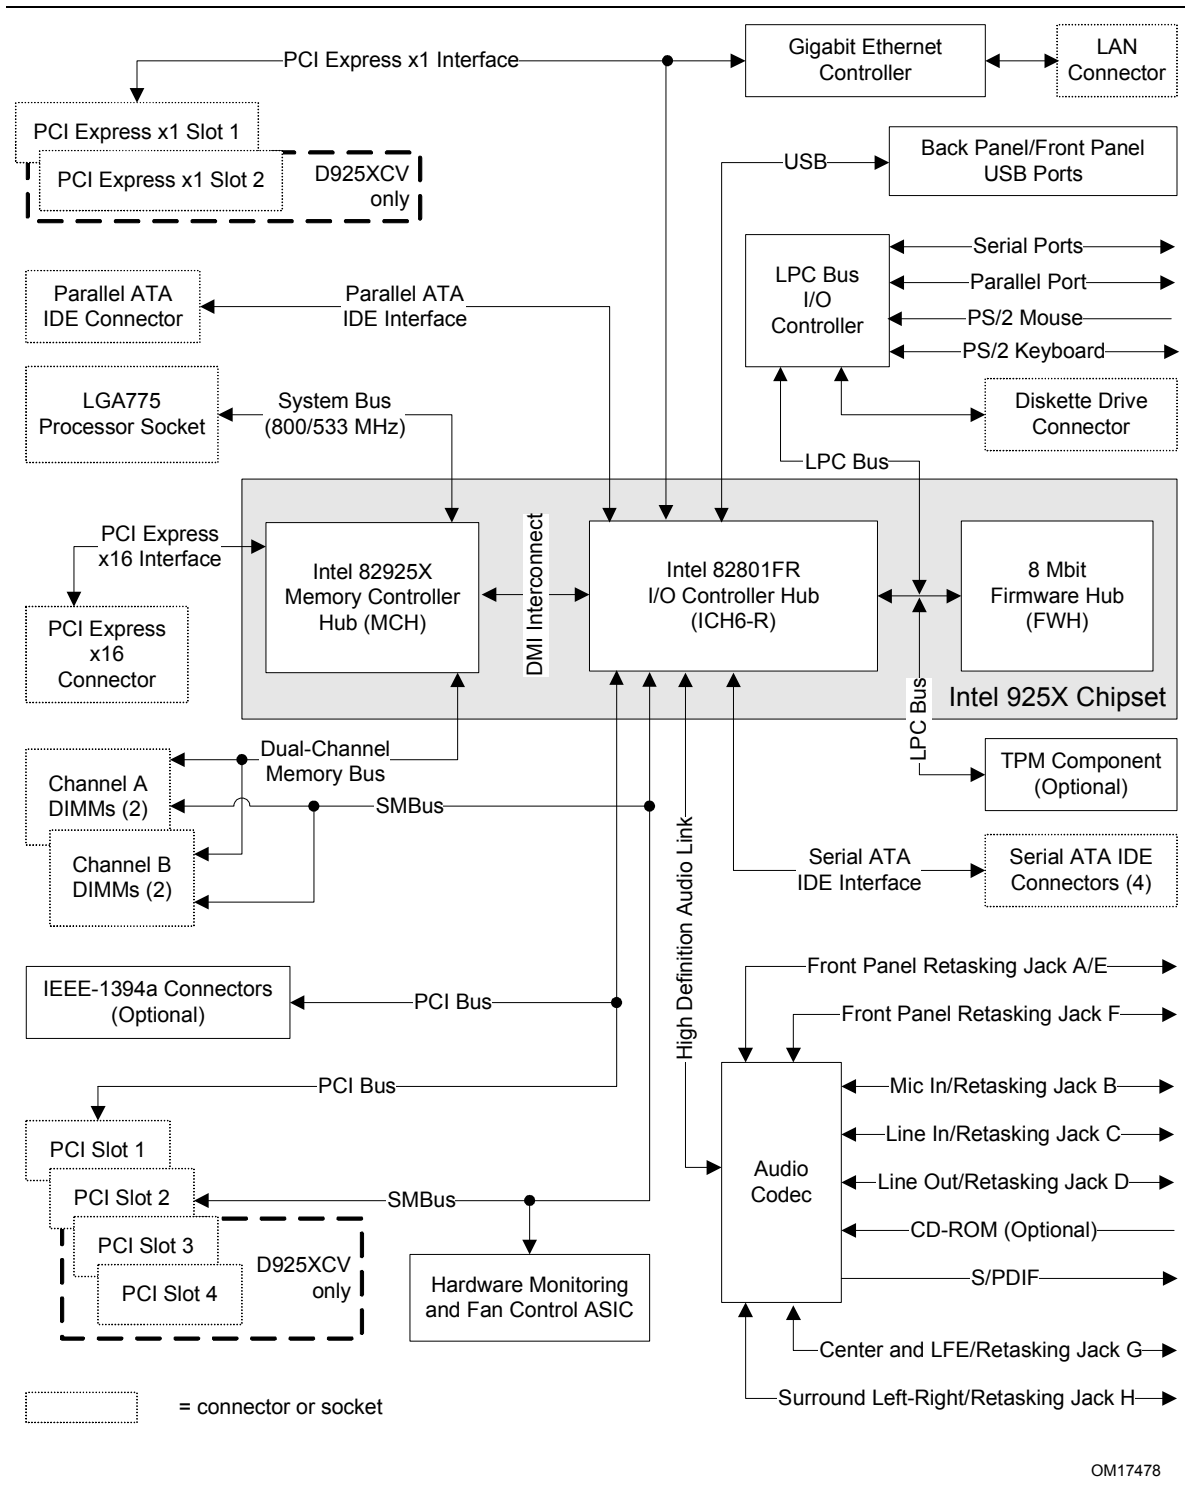 PCI Express x1 Interface
Gigabit Ethernet
Controller
LAN
Connector
PCI Express x1 Slot 1
PCI Express x1 Slot 2
D925XCV
only
USB
Back Panel/Front Panel
USB Ports
LPC Bus
I/O
Controller
Serial Ports
Parallel Port
PS/2 Mouse
PS/2 Keyboard
Parallel ATA
IDE Connector
Parallel ATA
IDE Interface
LGA775
Processor Socket
System Bus
(800/533 MHz)
Diskette Drive
Connector
LPC Bus
PCI Express
x16 Interface
PCI Express
x16
Connector
Intel 82925X
Memory Controller
Hub (MCH)
DMI Interconnect
Intel 82801FR
I/O Controller Hub
(ICH6-R)
8 Mbit
Firmware Hub
(FWH)
LPC Bus
Intel 925X Chipset
Dual-Channel
Memory Bus
Channel A
DIMMs (2)
SMBus
Channel B
DIMMs (2)
TPM Component
(Optional)
High Definition Audio Link
Serial ATA
IDE Interface
Serial ATA IDE
Connectors (4)
IEEE-1394a Connectors
(Optional)
PCI Bus
PCI Bus
PCI Slot 1
PCI Slot 2
PCI Slot 3
PCI Slot 4
D925XCV
only
SMBus
Hardware Monitoring
and Fan Control ASIC
Audio
Codec
Front Panel Retasking Jack A/E
Front Panel Retasking Jack F
Mic In/Retasking Jack B
Line In/Retasking Jack C
Line Out/Retasking Jack D
CD-ROM (Optional)
S/PDIF
Center and LFE/Retasking Jack G
Surround Left-Right/Retasking Jack H
= connector or socket
OM17478